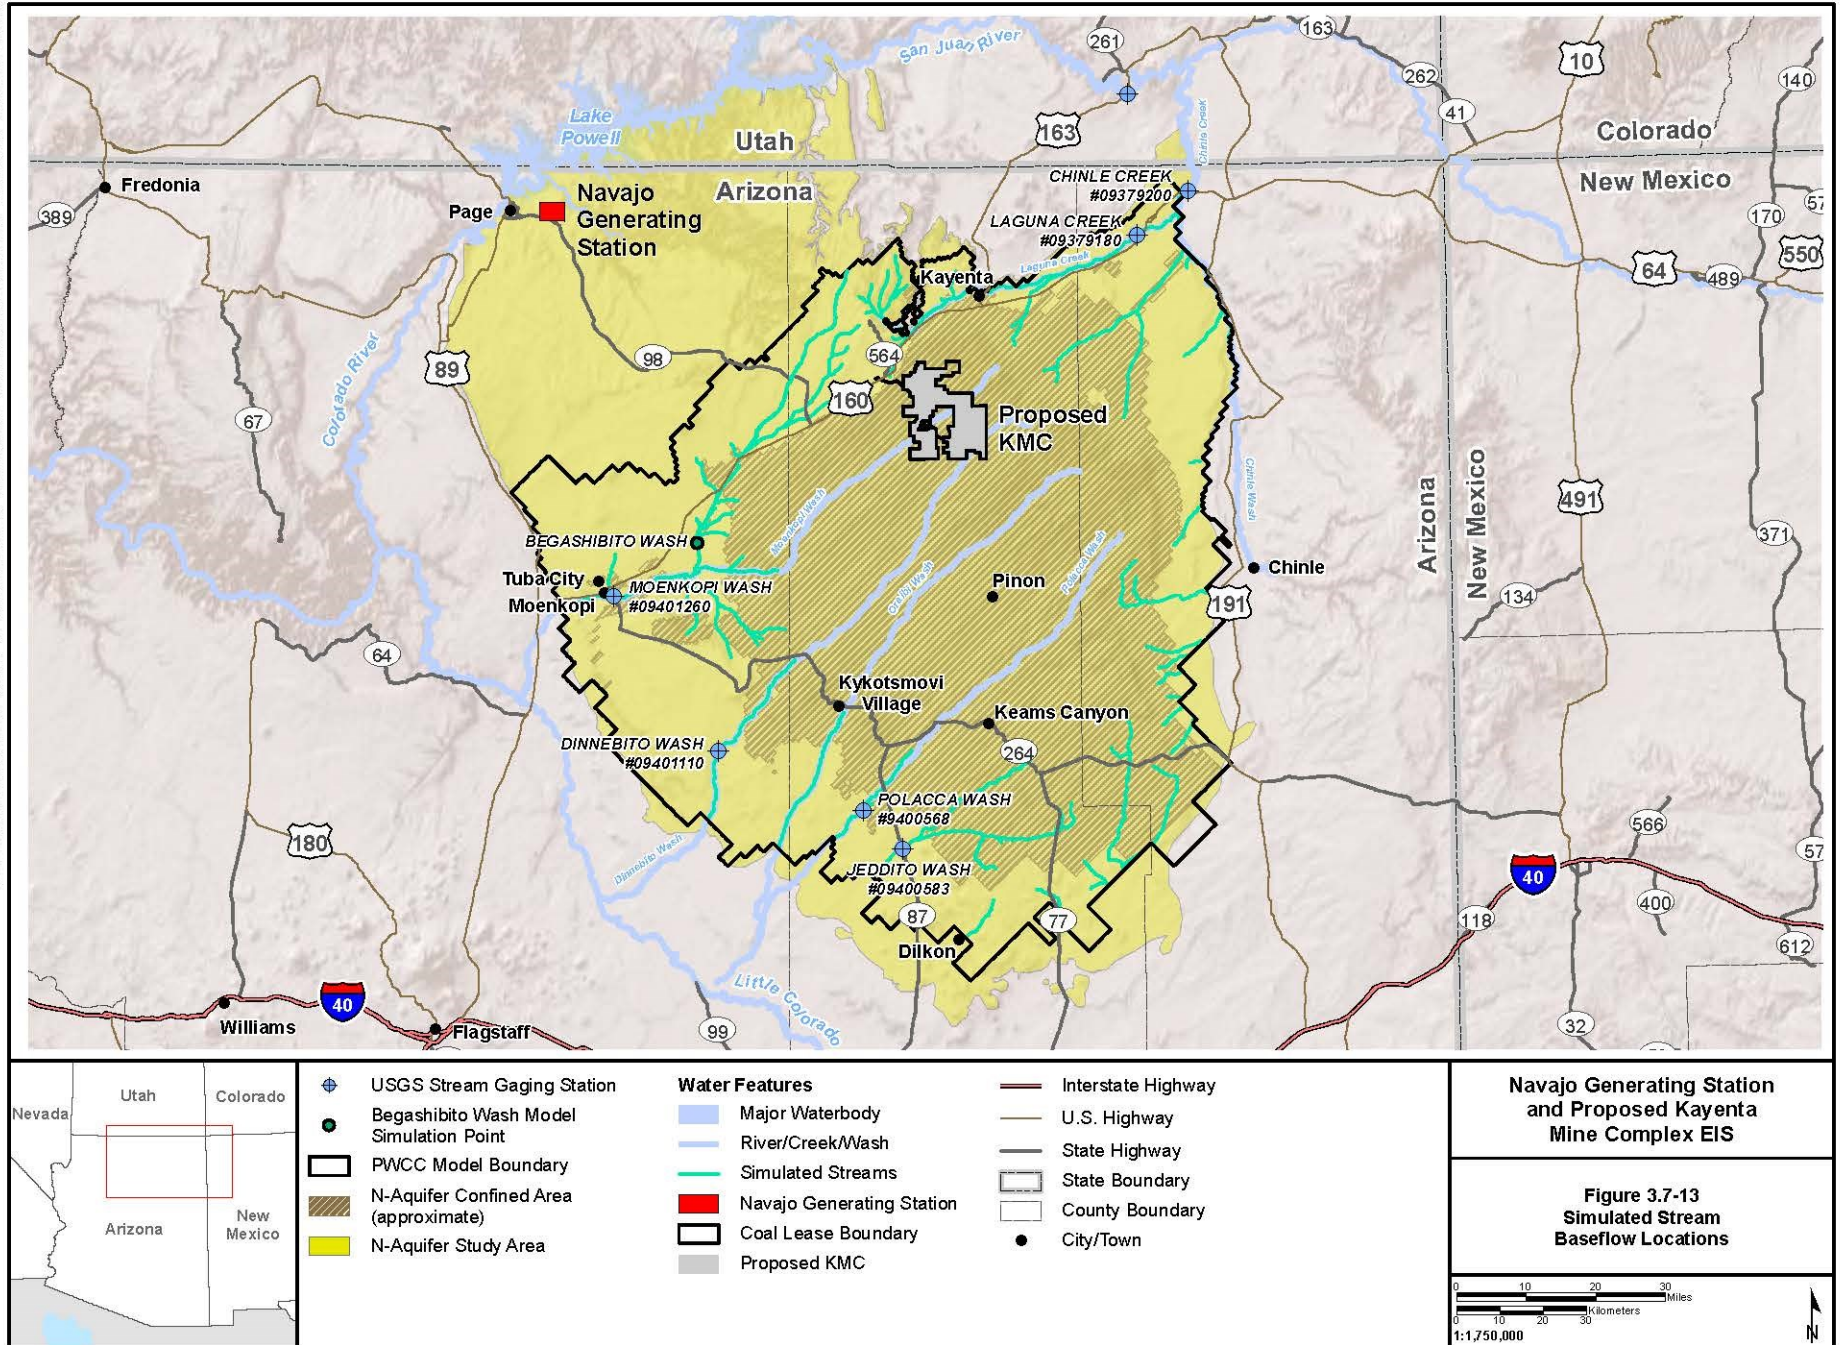 San Juan River
261
163
10
262
140
41
Lake
Powell
Utah
163
Chinle Creek
Colorado
Arizona
New Mexico
Fredonia
389
Page
Navajo
Generating
Station
CHINLE CREEK
#09379200
LAGUNA CREEK
#09379180
Laguna Creek
170
57
550
64
489
Kayenta
Colorado River
89
98
564
160
67
Proposed
KMC
Moenkopi Wash
Chinle Wash
Arizona
New Mexico
491
371
BEGASHIBITO WASH
Oraibi Wash
Polacca Wash
Tuba City
Moenkopi
MOENKOPI WASH
#09401260
Pinon
Chinle
191
134
64
Kykotsmovi
Village
Keams Canyon
264
DINNEBITO WASH
#09401110
POLACCA WASH
#9400568
180
Dinnebito Wash
JEDDITO WASH
#09400583
566
57
40
400
118
612
87
77
Dilkon
Little Colorado
40
Williams
Flagstaff
99
32
Nevada
Utah
Colorado
Arizona
New
Mexico
USGS Stream Gaging Station
Begashibito Wash Model
Simulation Point
PWCC Model Boundary
N-Aquifer Confined Area
(approximate)
N-Aquifer Study Area
Water Features
Major Waterbody
River/Creek/Wash
Simulated Streams
Navajo Generating Station
Coal Lease Boundary
Proposed KMC
Interstate Highway
U.S. Highway
State Highway
State Boundary
County Boundary
City/Town
Navajo Generating Station
and Proposed Kayenta
Mine Complex EIS
Figure 3.7-13
Simulated Stream
Baseflow Locations
0 10 20 30
Miles
Kilometers
0 10 20 30
1:1,750,000
N